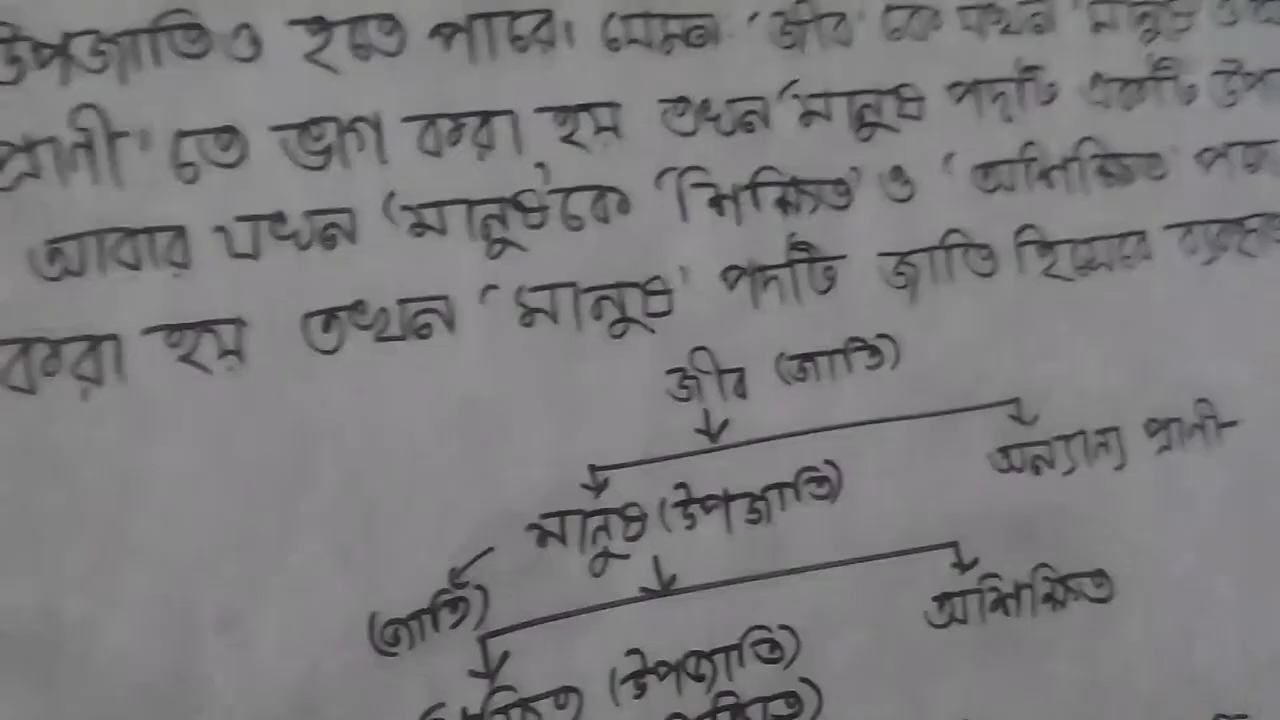 উপজাতিও হতে পারে। যেমন 'জীব' কে যখন 'মানুষ ও
প্রানী' তে ভাগ করা হয় তখন 'মানুষ' পদটি একটি উপ
আবার যখন 'মানুষ'কে 'শিক্ষিত' ও 'অশিক্ষিত' পদে
করা হয় তখন 'মানুষ' পদটি জাতি হিসেবে
জীব (জাতি)
মানুষ (উপজাতি) অন্যান্য প্রানী
(জাতি)
অশিক্ষিত
(উপজাতি)